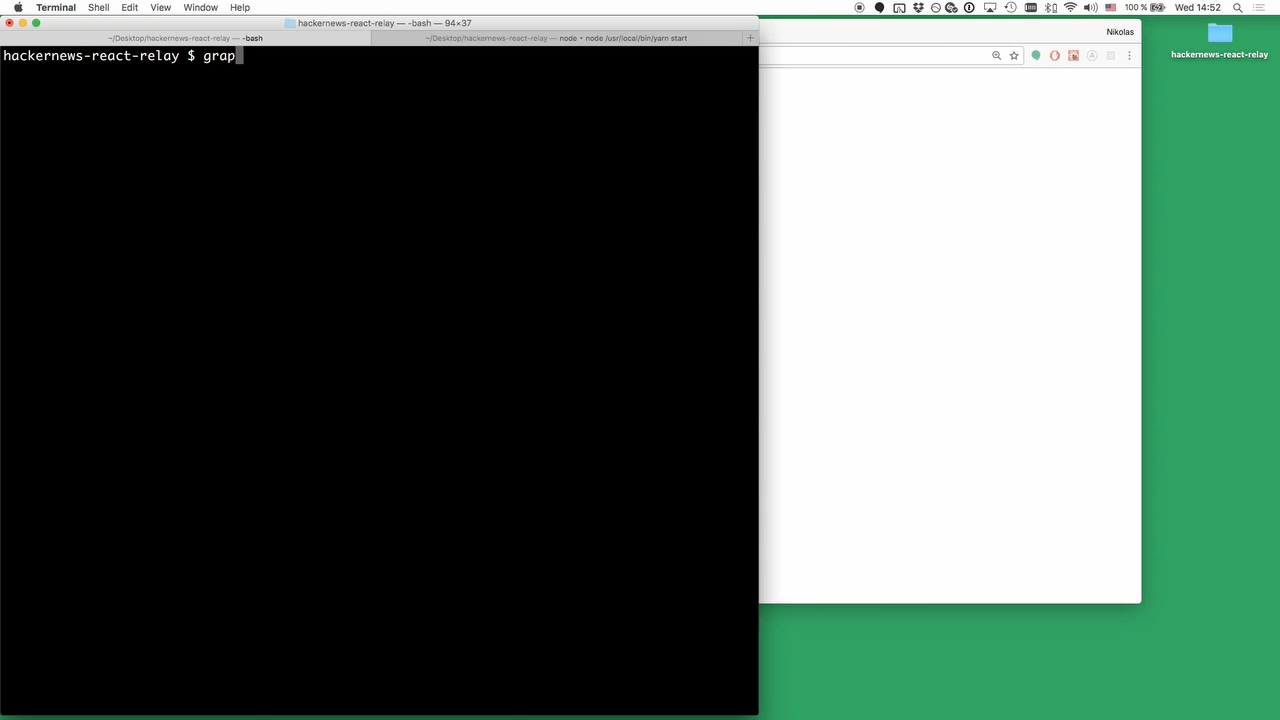 Terminal Shell Edit View Window Help
100 % Wed 14:52
hackernews-react-relay — -bash — 94×37
~/Desktop/hackernews-react-relay — -bash
~/Desktop/hackernews-react-relay — node • node /usr/local/bin/yarn start
+
hackernews-react-relay $ grap
Nikolas
hackernews-react-relay